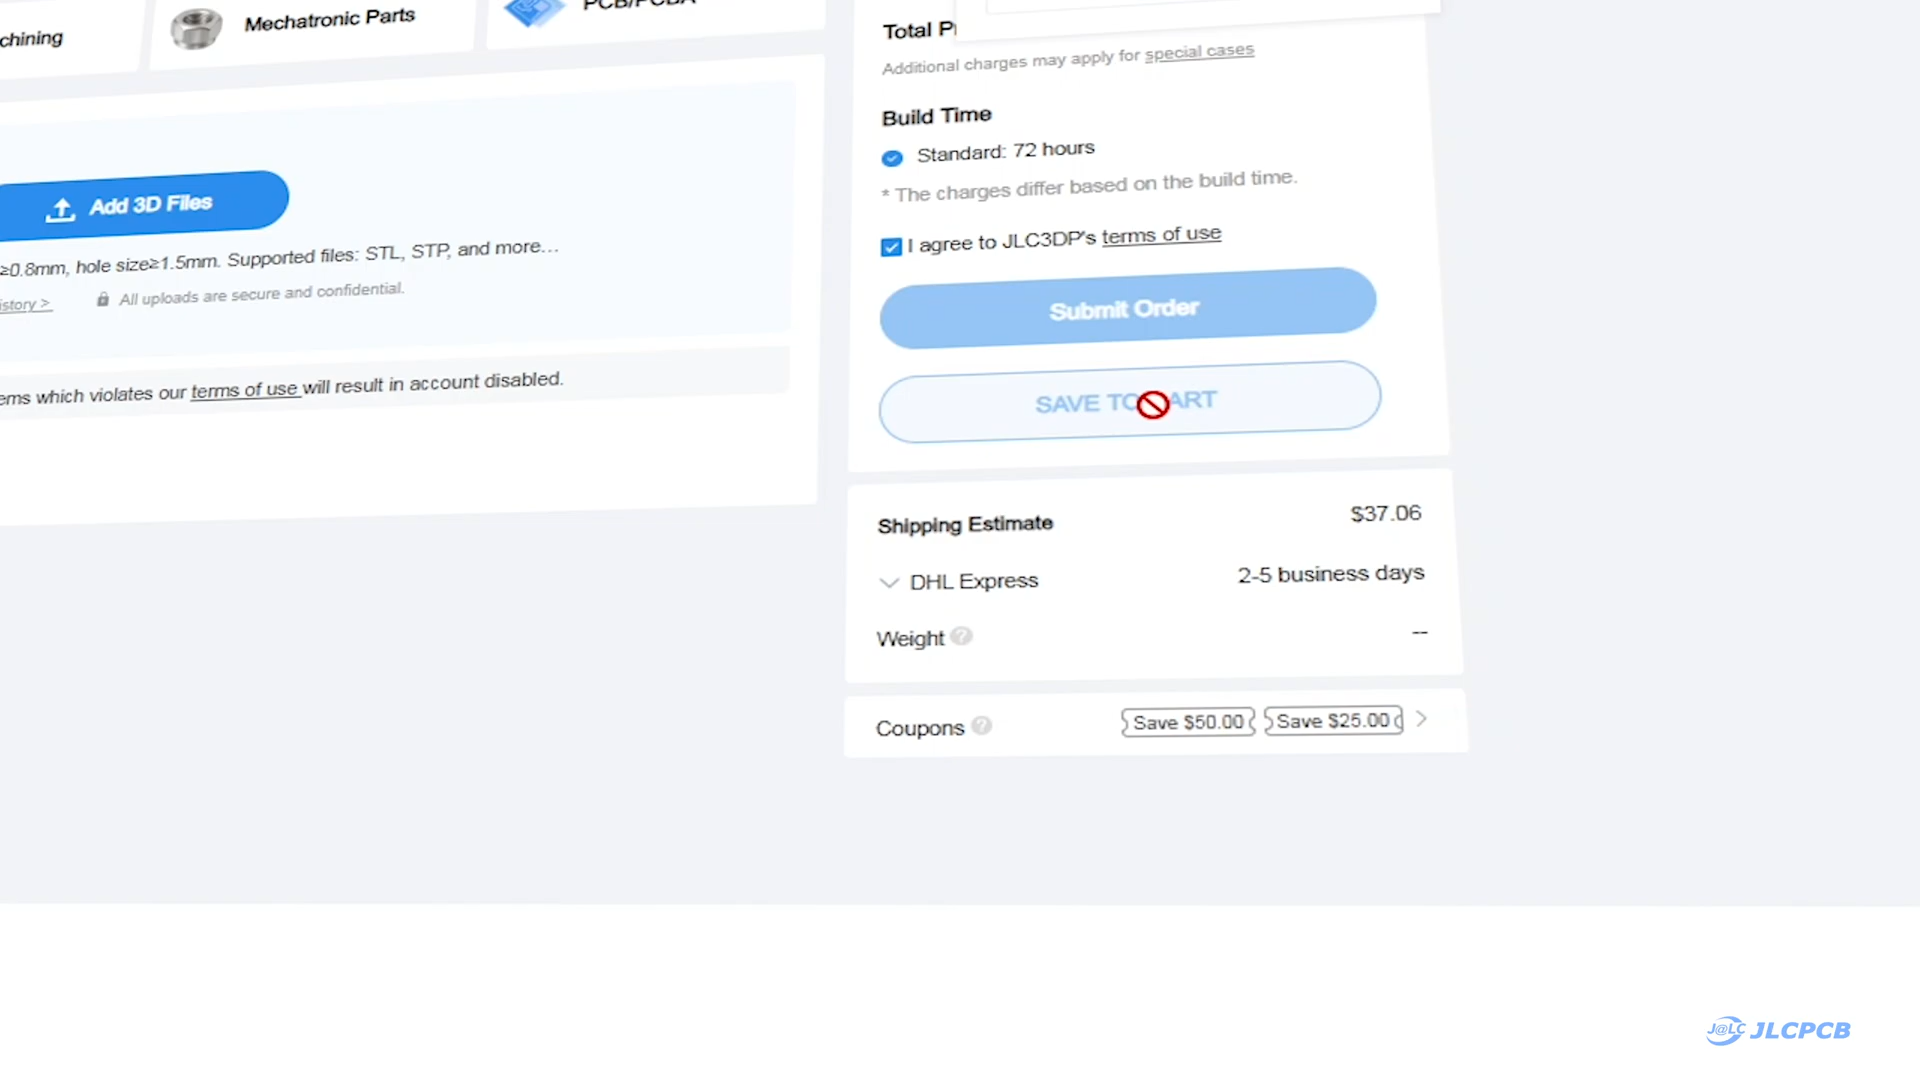 chining
Mechatronic Parts
PCB/PCBA
Add 3D Files
≥0.8mm, hole size≥1.5mm. Supported files: STL, STP, and more...
istory >
All uploads are secure and confidential.
ems which violates our terms of use will result in account disabled.
Total P
Additional charges may apply for special cases
Build Time
Standard: 72 hours
* The charges differ based on the build time.
I agree to JLC3DP's terms of use
Submit Order
SAVE TO ART
Shipping Estimate $37.06
DHL Express 2-5 business days
Weight ? --
Coupons ? Save $50.00 Save $25.00 >
J@LC JLCPCB